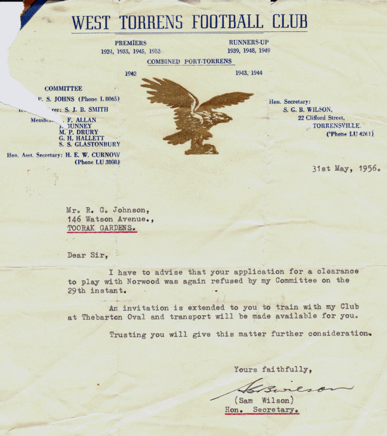 WEST TORRENS FOOTBALL CLUB
PREMIERS
RUNNERS-UP
1924, 1933, 1945, 1953
1939, 1948, 1949
COMBINED PORT-TORRENS
1942
1943, 1944
COMMITTEE
S. JOHNS (Phone L 8065)
S. J. B. SMITH
F. ALLAN
M. P. DRURY
G. H. HALLETT
S. S. GLASTONBURY
Hon. Asst. Secretary: H. E. W. CURNOW
Hon. Secretary:
S. G. B. WILSON,
22 Clifford Street,
TORRENSVILLE.
('Phone LU 4261)
31st May, 1956.
Mr. R. G. Johnson,
146 Watson Avenue.,
TOORAK GARDENS.
Dear Sir,
I have to advise that your application for a clearance
to play with Norwood was again refused by my Committee on the
29th instant.
An invitation is extended to you to train with my Club
at Thebarton Oval and transport will be made available for you.
Trusting you will give this matter further consideration.
Yours faithfully,
(Sam Wilson)
Hon. Secretary.